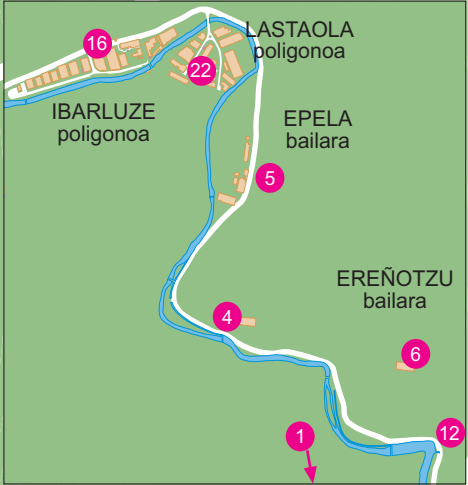 LASTAOLA
poligonoa
16
22
IBARLUZE
poligonoa
EPELA
bailara
5
EREÑOTZU
bailara
4
6
1
12